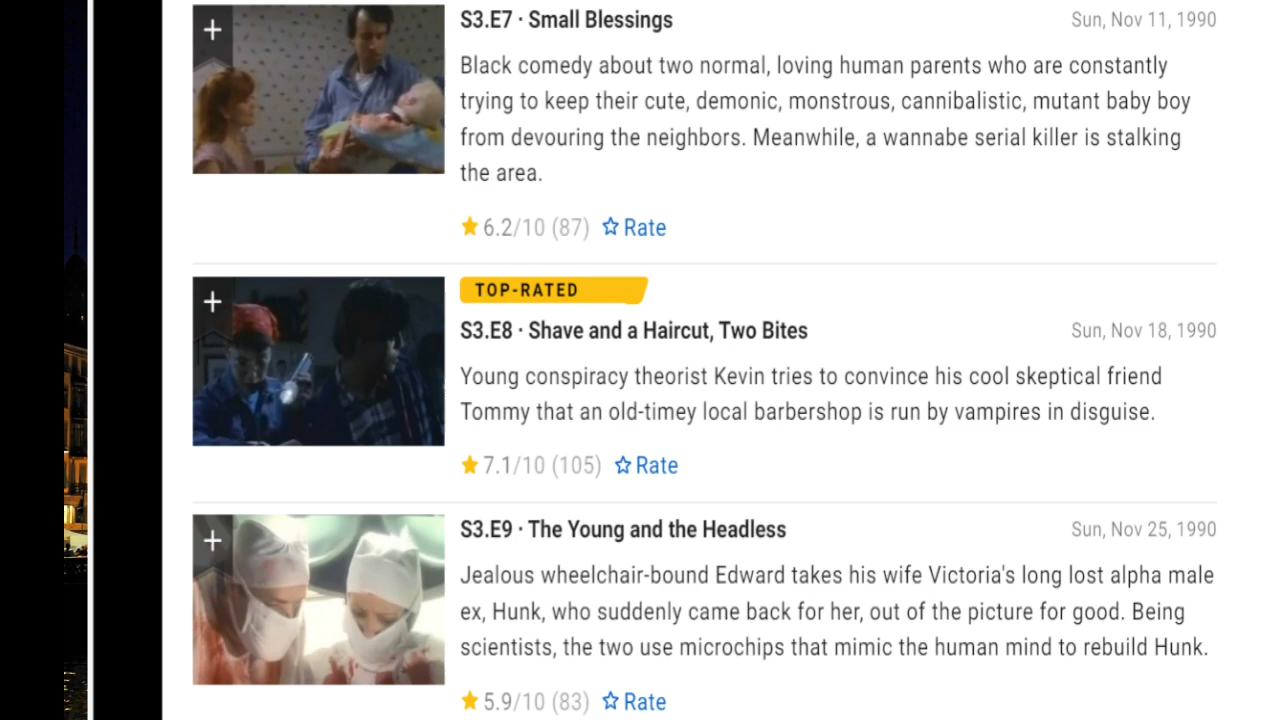 S3.E7 · Small Blessings
Sun, Nov 11, 1990
Black comedy about two normal, loving human parents who are constantly
trying to keep their cute, demonic, monstrous, cannibalistic, mutant baby boy
from devouring the neighbors. Meanwhile, a wannabe serial killer is stalking
the area.
6.2/10 (87) Rate
TOP-RATED
S3.E8 · Shave and a Haircut, Two Bites
Sun, Nov 18, 1990
Young conspiracy theorist Kevin tries to convince his cool skeptical friend
Tommy that an old-timey local barbershop is run by vampires in disguise.
7.1/10 (105) Rate
S3.E9 · The Young and the Headless
Sun, Nov 25, 1990
Jealous wheelchair-bound Edward takes his wife Victoria's long lost alpha male
ex, Hunk, who suddenly came back for her, out of the picture for good. Being
scientists, the two use microchips that mimic the human mind to rebuild Hunk.
5.9/10 (83) Rate